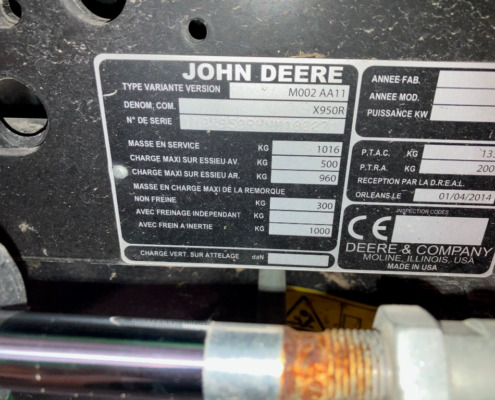 JOHN DEERE
TYPE VARIANTE VERSION M002 AA11
DENOM, COM. X950R
N° DE SERIE
MASSE EN SERVICE KG 1016
CHARGE MAXI SUR ESSIEU AV. KG 500
CHARGE MAXI SUR ESSIEU AR. KG 960
MASSE EN CHARGE MAXI DE LA REMORQUE
NON FREINE KG 300
AVEC FREINAGE INDEPENDANT KG
AVEC FREIN A INERTIE KG 1000
CHARGE VERT. SUR ATTELAGE daN
ANNEE FAB.
ANNEE MOD.
PUISSANCE KW
P.T.A.C. KG
P.T.R.A. KG
RECEPTION PAR LA D.R.E.A.L.
ORLEANS.LE 01/04/2014
INSPECTION CODES
CE
DEERE & COMPANY
MOLINE, ILLINOIS, USA
MADE IN USA